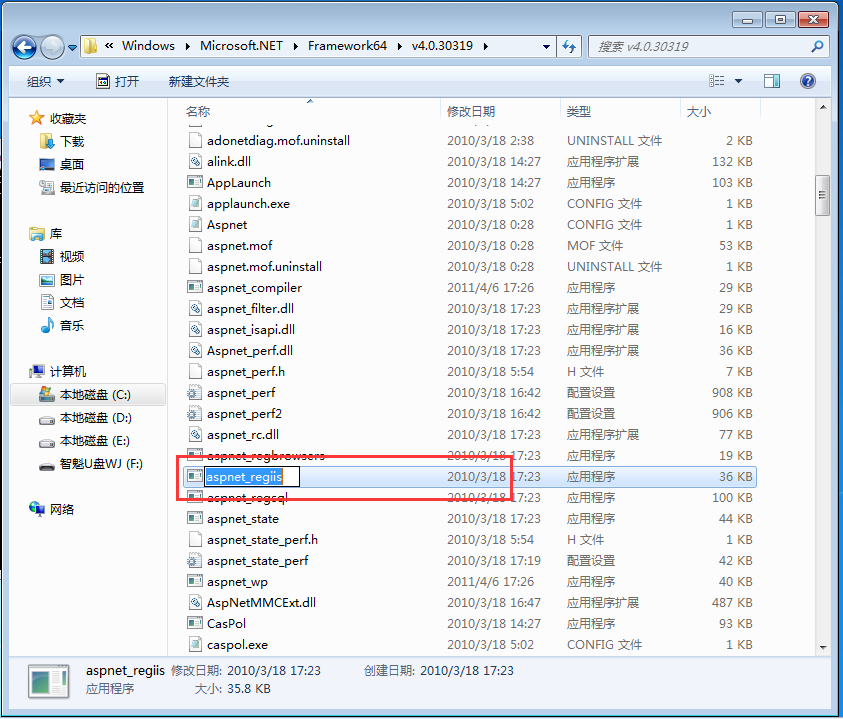 « Windows Microsoft.NET Framework64 v4.0.30319 搜索 v4.0.30319
组织 打开 新建文件夹
收藏夹
下载
桌面
最近访问的位置
库
视频
图片
文档
音乐
计算机
本地磁盘 (C:)
本地磁盘 (D:)
本地磁盘 (E:)
智魁U盘WJ (F:)
网络
名称 修改日期 类型 大小
adonetdiag.mof.uninstall 2010/3/18 2:38 UNINSTALL 文件 2 KB
alink.dll 2010/3/18 14:27 应用程序扩展 132 KB
AppLaunch 2010/3/18 14:27 应用程序 103 KB
applaunch.exe 2010/3/18 5:02 CONFIG 文件 1 KB
Aspnet 2010/3/18 0:28 CONFIG 文件 1 KB
aspnet.mof 2010/3/18 0:28 MOF 文件 53 KB
aspnet.mof.uninstall 2010/3/18 0:28 UNINSTALL 文件 1 KB
aspnet_compiler 2011/4/6 17:26 应用程序 29 KB
aspnet_filter.dll 2010/3/18 17:23 应用程序扩展 29 KB
aspnet_isapi.dll 2010/3/18 17:23 应用程序扩展 16 KB
Aspnet_perf.dll 2010/3/18 17:23 应用程序扩展 36 KB
aspnet_perf.h 2010/3/18 5:54 H 文件 7 KB
aspnet_perf 2010/3/18 16:42 配置设置 908 KB
aspnet_perf2 2010/3/18 16:42 配置设置 906 KB
aspnet_rc.dll 2010/3/18 17:23 应用程序扩展 77 KB
aspnet_regbrowsers 2010/3/18 17:23 应用程序 19 KB
aspnet_regiis 2010/3/18 17:23 应用程序 36 KB
aspnet_regsql 2010/3/18 17:23 应用程序 100 KB
aspnet_state 2010/3/18 17:23 应用程序 44 KB
aspnet_state_perf.h 2010/3/18 5:54 H 文件 1 KB
aspnet_state_perf 2010/3/18 17:19 配置设置 42 KB
aspnet_wp 2011/4/6 17:26 应用程序 40 KB
AspNetMMCExt.dll 2010/3/18 16:47 应用程序扩展 487 KB
CasPol 2010/3/18 14:27 应用程序 93 KB
caspol.exe 2010/3/18 5:02 CONFIG 文件 1 KB
aspnet_regiis 修改日期: 2010/3/18 17:23 创建日期: 2010/3/18 17:23
应用程序 大小: 35.8 KB